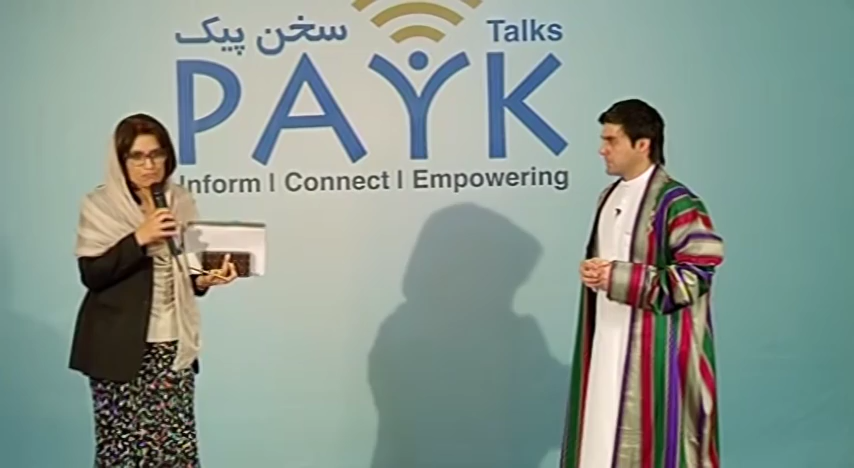 سخن پیک Talks
PAYK
Inform | Connect | Empowering